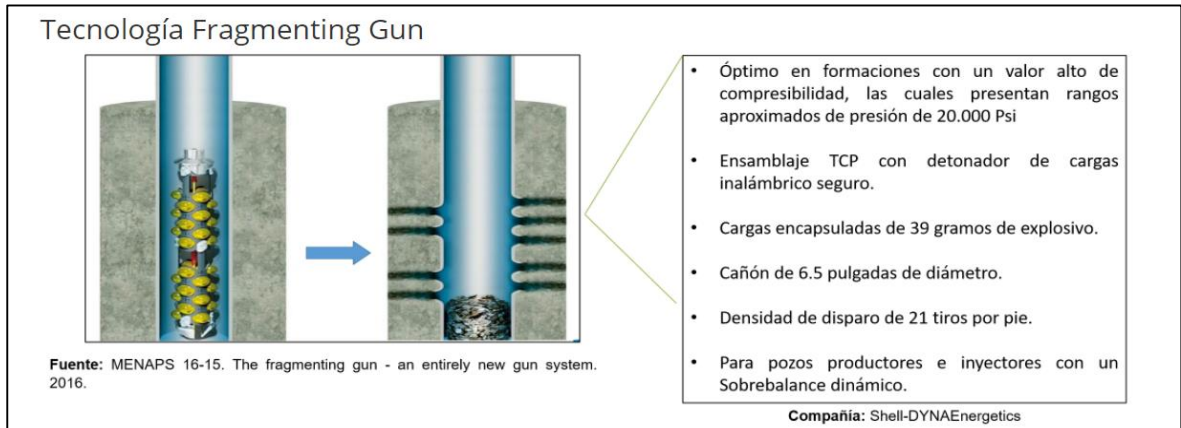 Tecnología Fragmenting Gun
• Óptimo en formaciones con un valor alto de
compresibilidad, las cuales presentan rangos
aproximados de presión de 20.000 Psi
• Ensamblaje TCP con detonador de cargas
inalámbrico seguro.
• Cargas encapsuladas de 39 gramos de explosivo.
• Cañón de 6.5 pulgadas de diámetro.
• Densidad de disparo de 21 tiros por pie.
• Para pozos productores e inyectores con un
Sobrebalance dinámico.
Fuente: MENAPS 16-15. The fragmenting gun - an entirely new gun system.
2016.
Compañía: Shell-DYNAEnergetics